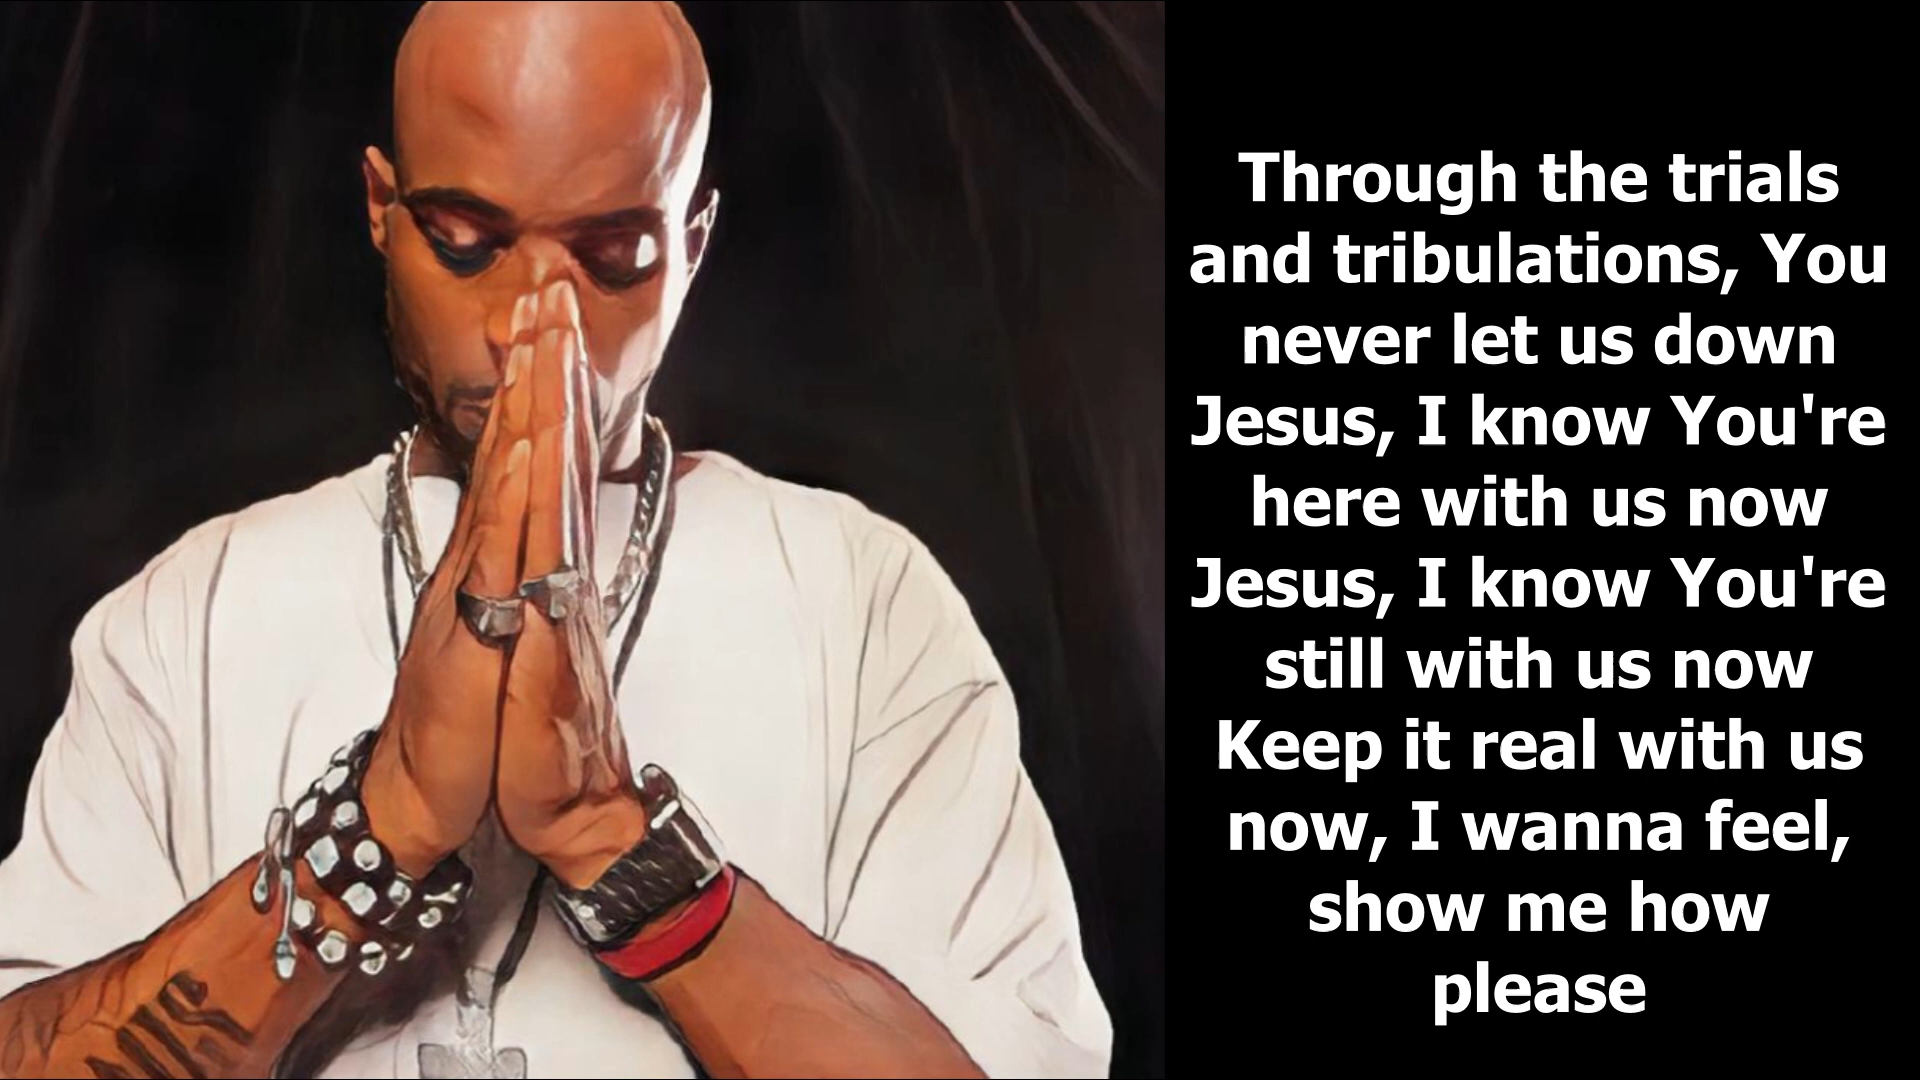 Through the trials
and tribulations, You
never let us down
Jesus, I know You're
here with us now
Jesus, I know You're
still with us now
Keep it real with us
now, I wanna feel,
show me how
please